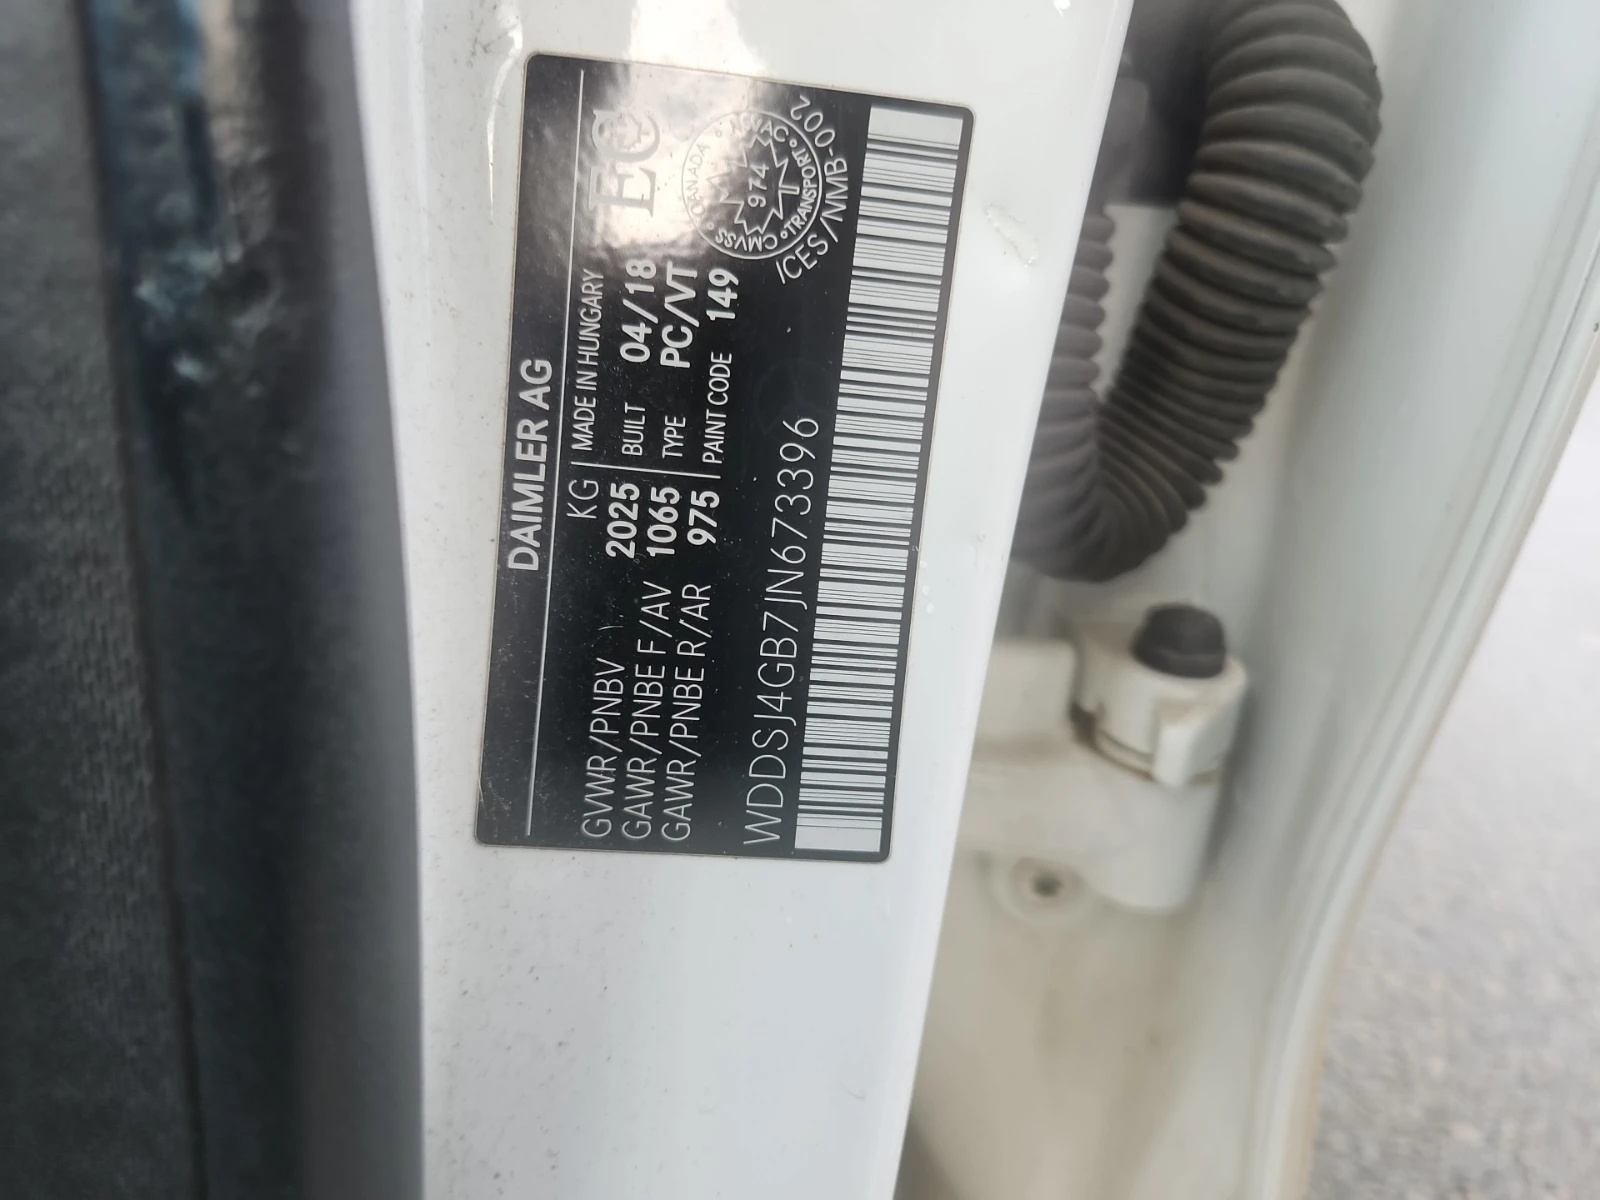 DAIMLER AG
KG MADE IN HUNGARY
GVWR/PNBV 2025 BUILT 04/18
GAWR/PNBE F/AV 1065 TYPE PC/VT
GAWR/PNBE R/AR 975 PAINT CODE 149
EC
CANADA
974
CMVSS
NSVAC
TRANSPORT
ICES/NMB-002
WDDSJ4GB7JN673396